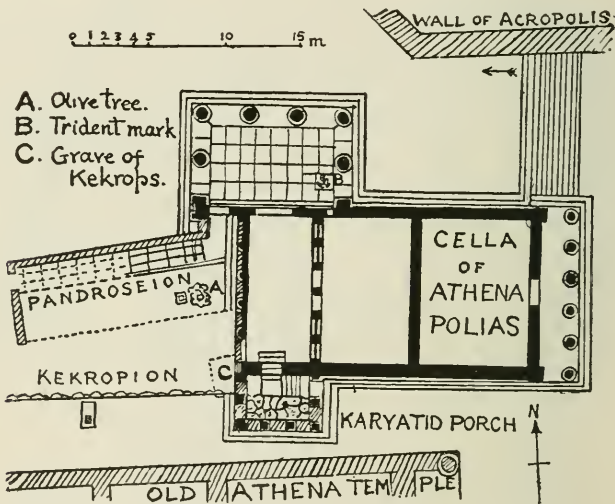 WALL OF ACROPOLIS
0 1 2 3 4 5 10 15 m
A. Olive tree.
B. Trident mark
C. Grave of
Kekrops.
B
CELLA
OF
ATHENA
POLIAS
PANDROSEION
A
KEKROPION
C
KARYATID PORCH
N
OLD ATHENA TEMPLE